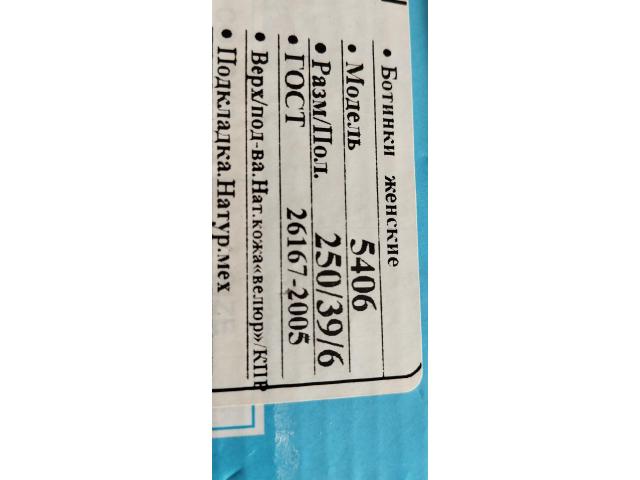 • Ботинки женские
• Модель 5406
• Разм/Пол. 250/39/6
• ГОСТ 26167-2005
• Верх/под-ва.Нат.кожа«велюр»/КПР
• Подкладка.Натур.мех